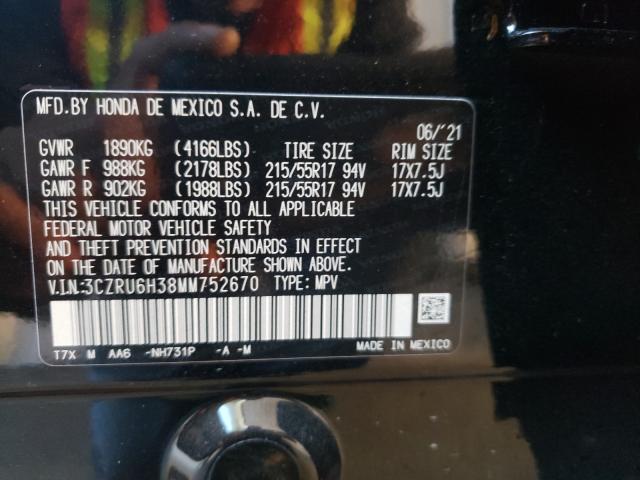 MFD.BY HONDA DE MEXICO S.A. DE C.V.
06/'21
GVWR 1890KG (4166LBS) TIRE SIZE RIM SIZE
GAWR F 988KG (2178LBS) 215/55R17 94V 17X7.5J
GAWR R 902KG (1988LBS) 215/55R17 94V 17X7.5J
THIS VEHICLE CONFORMS TO ALL APPLICABLE
FEDERAL MOTOR VEHICLE SAFETY
AND THEFT PREVENTION STANDARDS IN EFFECT
ON THE DATE OF MANUFACTURE SHOWN ABOVE.
V.I.N:3CZRU6H38MM752670 TYPE: MPV
T7X M AA6 -NH731P -A -M MADE IN MEXICO